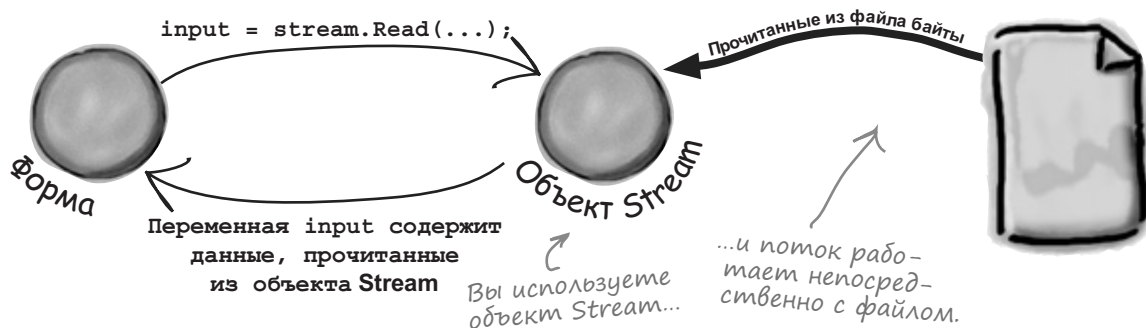 input = stream.Read(...);
Прочитанные из файла байты
Форма
Объект Stream
Переменная input содержит
данные, прочитанные
из объекта Stream
Вы используете
объект Stream...
...и поток рабо-
тает непосред-
ственно с файлом.